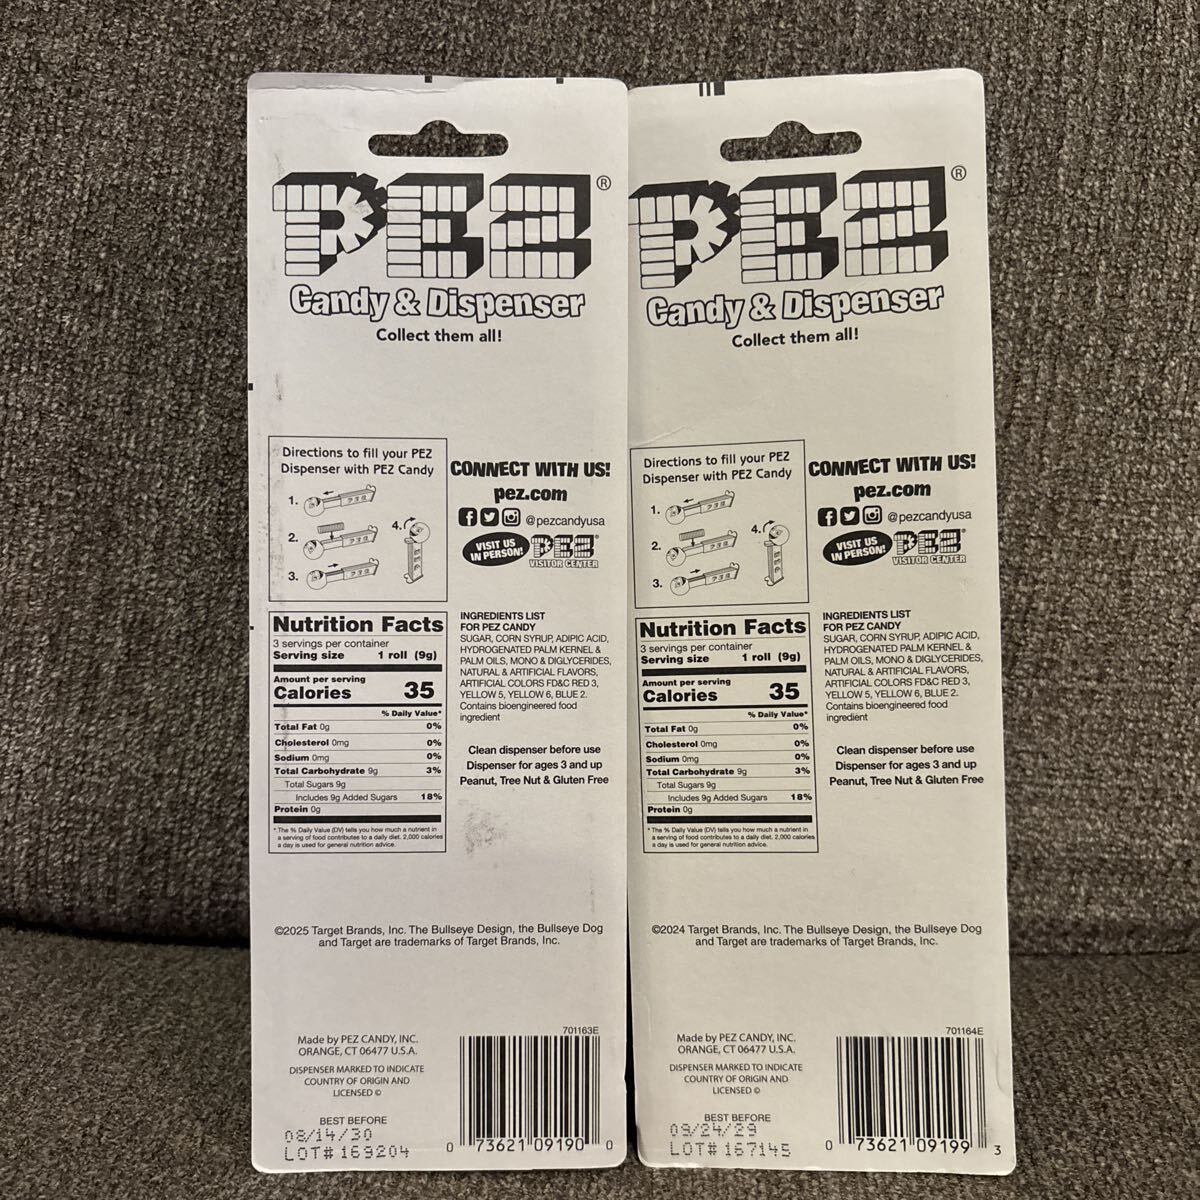 PEZ®
Candy & Dispenser
Collect them all!
Directions to fill your PEZ
Dispenser with PEZ Candy
1.
2.
3.
4.
CONNECT WITH US!
pez.com
@pezcandyusa
VISIT US
IN PERSON!
PEZ
VISITOR CENTER
Nutrition Facts
3 servings per container
Serving size 1 roll (9g)
Amount per serving
Calories 35
% Daily Value*
Total Fat 0g 0%
Cholesterol 0mg 0%
Sodium 0mg 0%
Total Carbohydrate 9g 3%
Total Sugars 9g
Includes 9g Added Sugars 18%
Protein 0g
* The % Daily Value (DV) tells you how much a nutrient in
a serving of food contributes to a daily diet. 2,000 calories
a day is used for general nutrition advice.
INGREDIENTS LIST
FOR PEZ CANDY
SUGAR, CORN SYRUP, ADIPIC ACID,
HYDROGENATED PALM KERNEL &
PALM OILS, MONO & DIGLYCERIDES,
NATURAL & ARTIFICIAL FLAVORS,
ARTIFICIAL COLORS FD&C RED 3,
YELLOW 5, YELLOW 6, BLUE 2.
Contains bioengineered food
ingredient
Clean dispenser before use
Dispenser for ages 3 and up
Peanut, Tree Nut & Gluten Free
©2025 Target Brands, Inc. The Bullseye Design, the Bullseye Dog
and Target are trademarks of Target Brands, Inc.
Made by PEZ CANDY, INC.
ORANGE, CT 06477 U.S.A.
DISPENSER MARKED TO INDICATE
COUNTRY OF ORIGIN AND
LICENSED ©
BEST BEFORE
08/14/30
LOT# 169204
701163E
0 73621 09190 0
PEZ®
Candy & Dispenser
Collect them all!
Directions to fill your PEZ
Dispenser with PEZ Candy
1.
2.
3.
4.
CONNECT WITH US!
pez.com
@pezcandyusa
VISIT US
IN PERSON!
PEZ
VISITOR CENTER
Nutrition Facts
3 servings per container
Serving size 1 roll (9g)
Amount per serving
Calories 35
% Daily Value*
Total Fat 0g 0%
Cholesterol 0mg 0%
Sodium 0mg 0%
Total Carbohydrate 9g 3%
Total Sugars 9g
Includes 9g Added Sugars 18%
Protein 0g
* The % Daily Value (DV) tells you how much a nutrient in
a serving of food contributes to a daily diet. 2,000 calories
a day is used for general nutrition advice.
INGREDIENTS LIST
FOR PEZ CANDY
SUGAR, CORN SYRUP, ADIPIC ACID,
HYDROGENATED PALM KERNEL &
PALM OILS, MONO & DIGLYCERIDES,
NATURAL & ARTIFICIAL FLAVORS,
ARTIFICIAL COLORS FD&C RED 3,
YELLOW 5, YELLOW 6, BLUE 2.
Contains bioengineered food
ingredient
Clean dispenser before use
Dispenser for ages 3 and up
Peanut, Tree Nut & Gluten Free
©2024 Target Brands, Inc. The Bullseye Design, the Bullseye Dog
and Target are trademarks of Target Brands, Inc.
Made by PEZ CANDY, INC.
ORANGE, CT 06477 U.S.A.
DISPENSER MARKED TO INDICATE
COUNTRY OF ORIGIN AND
LICENSED ©
BEST BEFORE
09/24/29
LOT# 167145
701164E
0 73621 09199 3